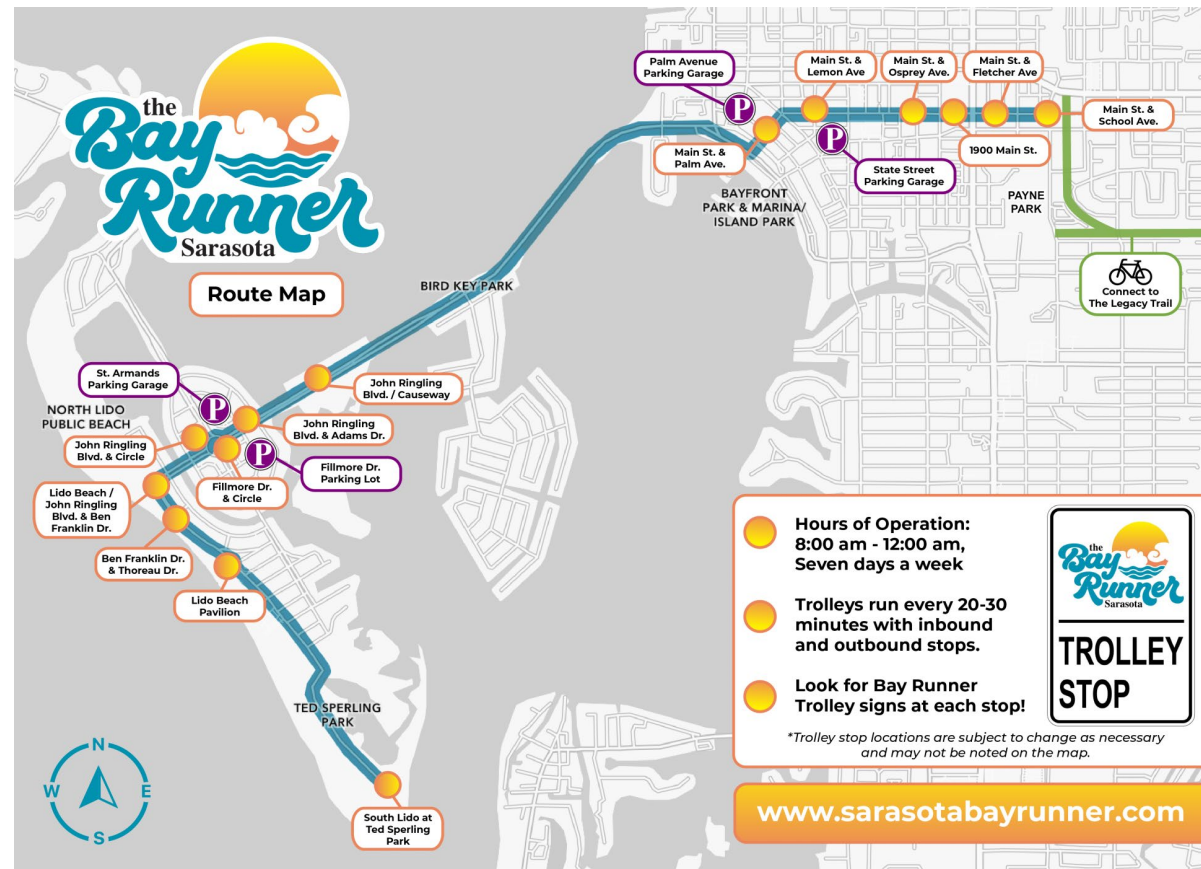 the
Bay
Runner
Sarasota
Route Map
Palm Avenue
Parking Garage
Main St. &
Lemon Ave
Main St. &
Osprey Ave.
Main St. &
Fletcher Ave
Main St. &
School Ave.
P
P
Main St. &
Palm Ave.
State Street
Parking Garage
1900 Main St.
BAYFRONT
PARK & MARINA/
ISLAND PARK
PAYNE
PARK
Connect to
The Legacy Trail
BIRD KEY PARK
St. Armands
Parking Garage
P
John Ringling
Blvd. / Causeway
NORTH LIDO
PUBLIC BEACH
John Ringling
Blvd. & Adams Dr.
John Ringling
Blvd. & Circle
P
Fillmore Dr.
Parking Lot
Fillmore Dr.
& Circle
Lido Beach /
John Ringling
Blvd. & Ben
Franklin Dr.
Ben Franklin Dr.
& Thoreau Dr.
Lido Beach
Pavilion
TED SPERLING
PARK
South Lido at
Ted Sperling
Park
N
W
E
S
Hours of Operation:
8:00 am - 12:00 am,
Seven days a week
Trolleys run every 20-30
minutes with inbound
and outbound stops.
Look for Bay Runner
Trolley signs at each stop!
the
Bay
Runner
Sarasota
TROLLEY
STOP
*Trolley stop locations are subject to change as necessary
and may not be noted on the map.
www.sarasotabayrunner.com